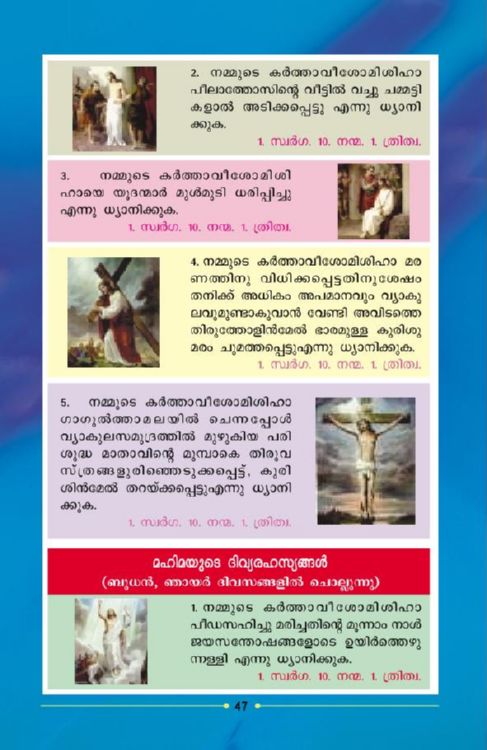 2. നമ്മുടെ കർത്താവീശോമിശിഹാ
പീലാത്തോസിന്റെ വീട്ടിൽ വച്ചു ചമ്മട്ടി
കളാൽ അടിക്കപ്പെട്ടു എന്നു ധ്യാനി
ക്കുക.
1. സ്വർഗ. 10. നന്മ. 1. ത്രിത്വ.
3. നമ്മുടെ കർത്താവീശോമിശി
ഹായെ യൂദന്മാർ മുൾമുടി ധരിപ്പിച്ചു
എന്നു ധ്യാനിക്കുക.
1. സ്വർഗ. 10. നന്മ. 1. ത്രിത്വ.
4. നമ്മുടെ കർത്താവീശോമിശിഹാ മര
ണത്തിനു വിധിക്കപ്പെട്ടതിനുശേഷം
തനിക്ക് അധികം അപമാനവും വ്യാകു
ലവുമുണ്ടാകുവാൻ വേണ്ടി അവിടത്തെ
തിരുത്തോളിൻമേൽ ഭാരമുള്ള കുരിശു
മരം ചുമത്തപ്പെട്ടുഎന്നു ധ്യാനിക്കുക.
1. സ്വർഗ. 10. നന്മ. 1. ത്രിത്വ.
5. നമ്മുടെ കർത്താവീശോമിശിഹാ
ഗാഗുൽത്താമലയിൽ ചെന്നപ്പോൾ
വ്യാകുലസമുദ്രത്തിൽ മുഴുകിയ പരി
ശുദ്ധ മാതാവിന്റെ മുമ്പാകെ തിരുവ
സ്ത്രങ്ങളുരിഞ്ഞെടുക്കപ്പെട്ട്, കുരി
ശിൻമേൽ തറയ്ക്കപ്പെട്ടുഎന്നു ധ്യാനി
ക്കുക.
1. സ്വർഗ. 10. നന്മ. 1. ത്രിത്വ.
മഹിമയുടെ ദിവ്യരഹസ്യങ്ങൾ
(ബുധൻ, ഞായർ ദിവസങ്ങളിൽ ചൊല്ലുന്നു)
1. നമ്മുടെ കർത്താവീശോമിശിഹാ
പീഡസഹിച്ചു മരിച്ചതിന്റെ മൂന്നാം നാൾ
ജയസന്തോഷങ്ങളോടെ ഉയിർത്തെഴു
ന്നള്ളി എന്നു ധ്യാനിക്കുക.
1. സ്വർഗ. 10. നന്മ. 1. ത്രിത്വ.
47